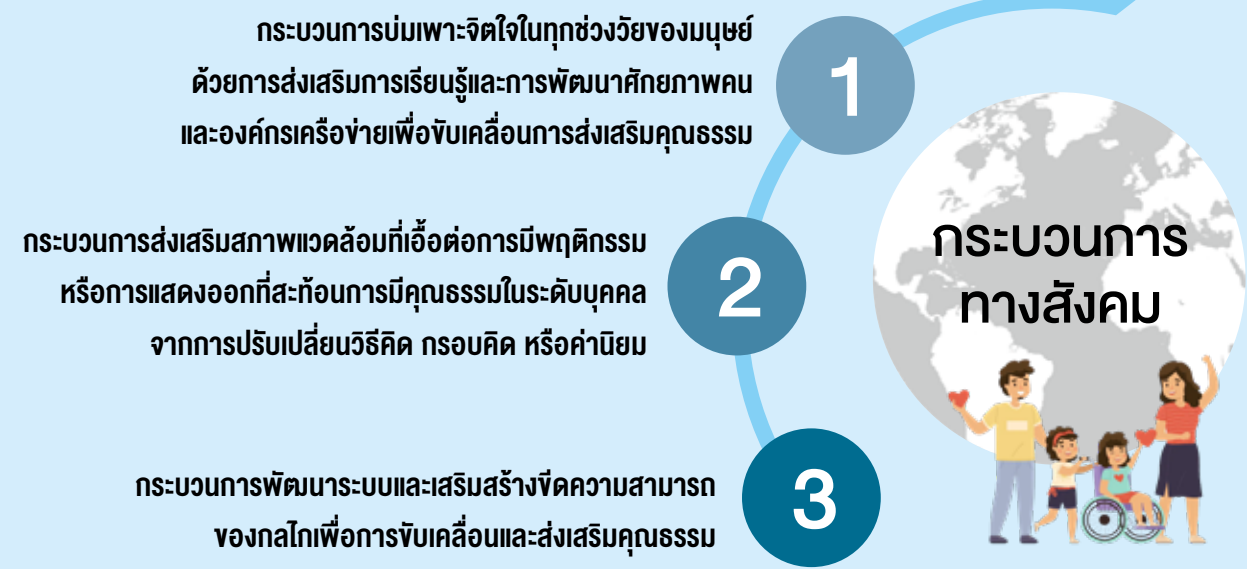 กระบวนการบ่มเพาะจิตใจในทุกช่วงวัยของมนุษย์
ด้วยการส่งเสริมการเรียนรู้และการพัฒนาศักยภาพคน
และองค์กรเครือข่ายเพื่อขับเคลื่อนการส่งเสริมคุณธรรม
1
กระบวนการส่งเสริมสภาพแวดล้อมที่เอื้อต่อการมีพฤติกรรม
หรือการแสดงออกที่สะท้อนการมีคุณธรรมในระดับบุคคล
จากการปรับเปลี่ยนวิธีคิด กรอบคิด หรือค่านิยม
2
กระบวนการพัฒนาระบบและเสริมสร้างขีดความสามารถ
ของกลไกเพื่อการขับเคลื่อนและส่งเสริมคุณธรรม
3
กระบวนการ
ทางสังคม